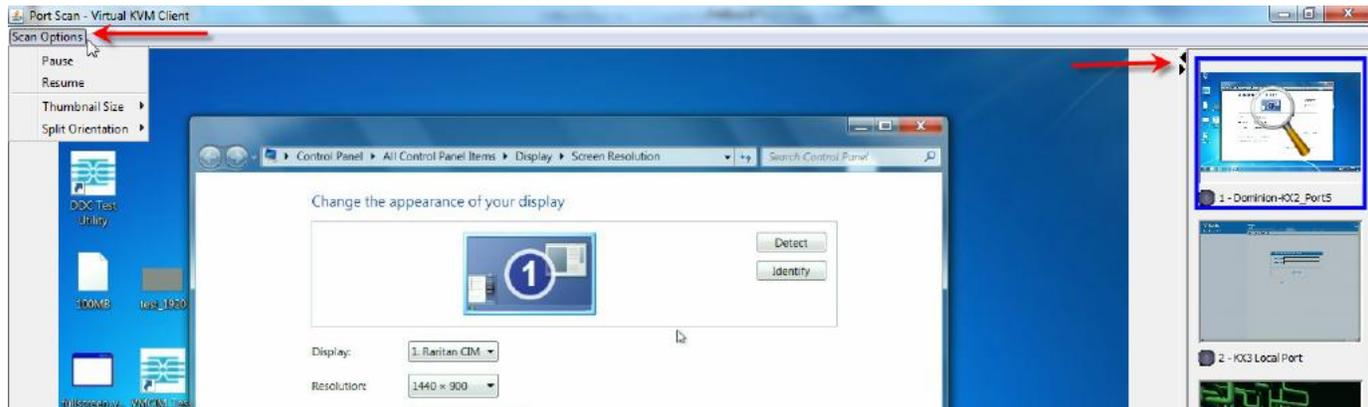 Port Scan - Virtual KVM Client
Scan Options
Pause
Resume
Thumbnail Size
Split Orientation
Control Panel ▸ All Control Panel Items ▸ Display ▸ Screen Resolution
Search Control Panel
Change the appearance of your display
DDC Test
Utility
1
Detect
Identify
100MB
test_1920
Display:
1. Raritan CIM
Resolution:
1440 × 900
1 - Dominion-KX2_Port5
2 - KX3 Local Port